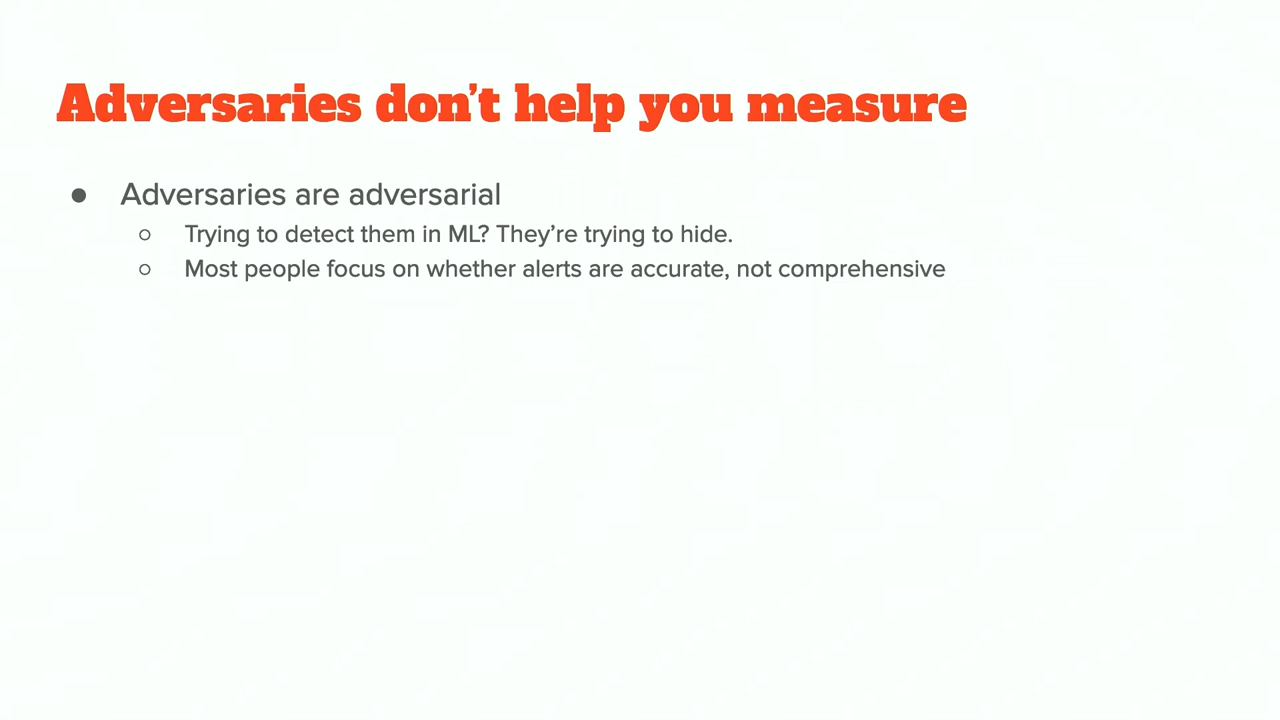 Adversaries don’t help you measure
● Adversaries are adversarial
○ Trying to detect them in ML? They’re trying to hide.
○ Most people focus on whether alerts are accurate, not comprehensive